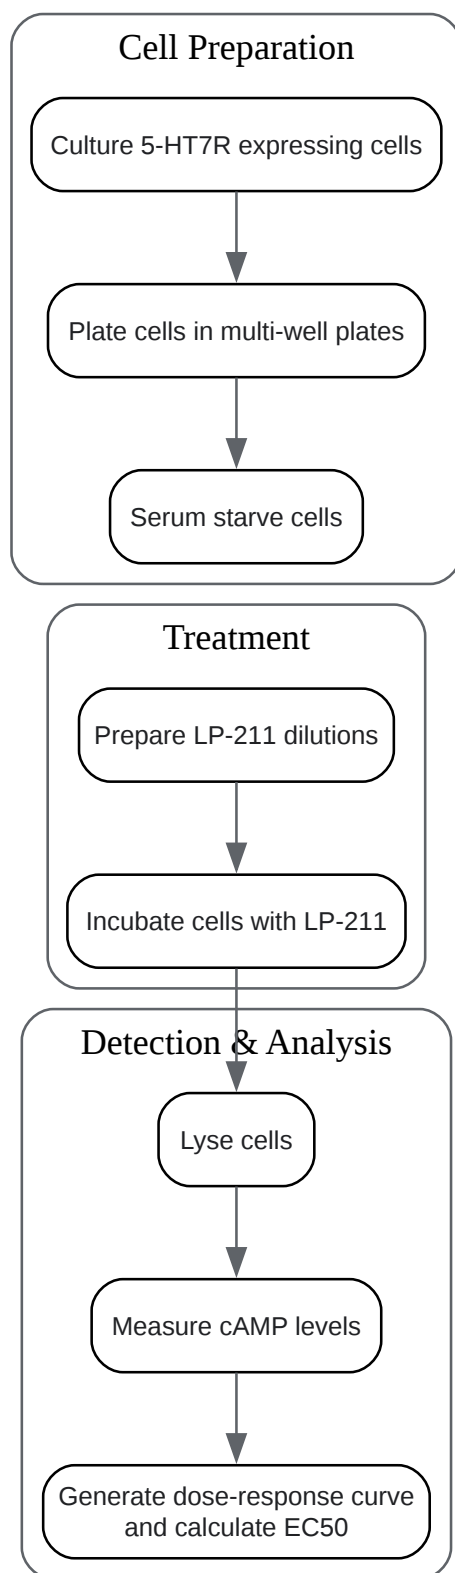 Cell Preparation
Culture 5-HT7R expressing cells
Plate cells in multi-well plates
Serum starve cells
Treatment
Prepare LP-211 dilutions
Incubate cells with LP-211
Detection & Analysis
Lyse cells
Measure cAMP levels
Generate dose-response curve
and calculate EC50